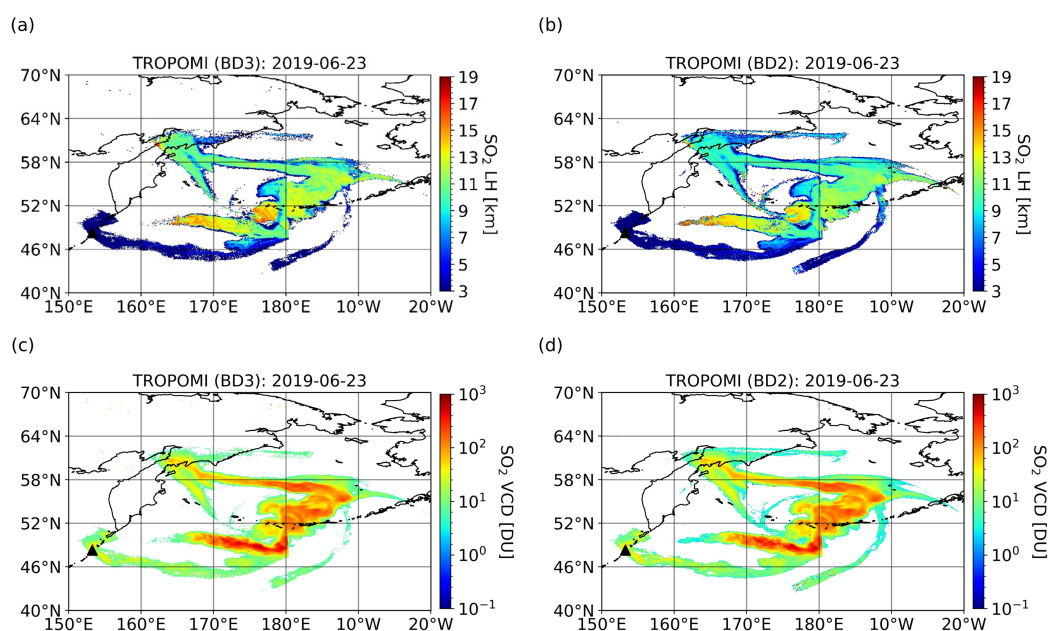 (a)
TROPOMI (BD3): 2019-06-23
70°N
64°N
58°N
52°N
46°N
40°N
150°E 160°E 170°E 180°E 10°W 20°W
19
17
15
13
11
9
7
5
3
SO₂ LH [km]
(b)
TROPOMI (BD2): 2019-06-23
70°N
64°N
58°N
52°N
46°N
40°N
150°E 160°E 170°E 180°E 10°W 20°W
19
17
15
13
11
9
7
5
3
SO₂ LH [km]
(c)
TROPOMI (BD3): 2019-06-23
70°N
64°N
58°N
52°N
46°N
40°N
150°E 160°E 170°E 180°E 10°W 20°W
10³
10²
10¹
10⁰
10⁻¹
SO₂ VCD [DU]
(d)
TROPOMI (BD2): 2019-06-23
70°N
64°N
58°N
52°N
46°N
40°N
150°E 160°E 170°E 180°E 10°W 20°W
10³
10²
10¹
10⁰
10⁻¹
SO₂ VCD [DU]